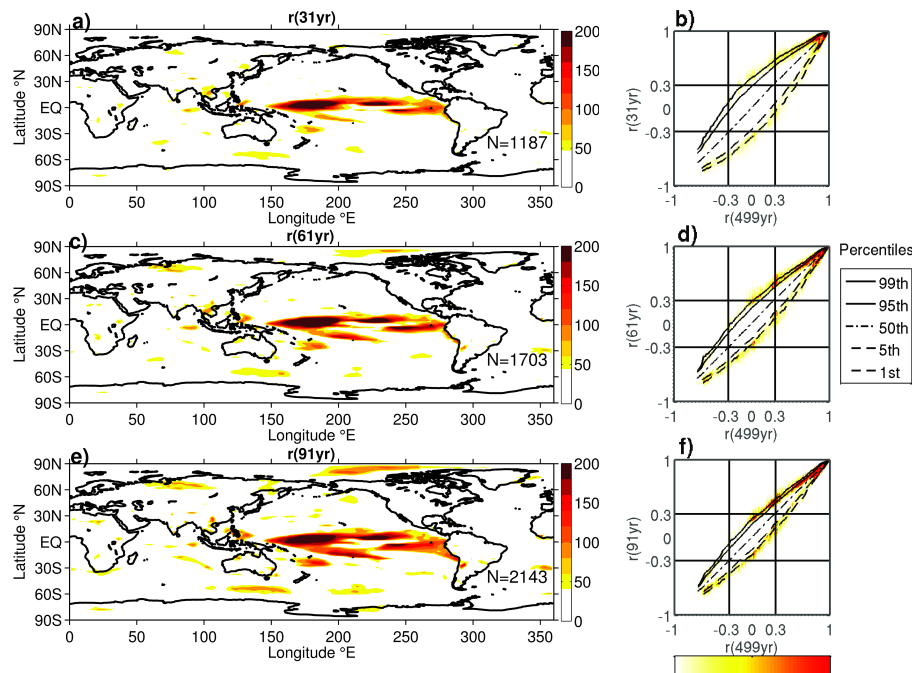 a)
r(31yr)
90N
60N
30N
EQ
30S
60S
90S
Latitude °N
N=1187
0 50 100 150 200 250 300 350
Longitude °E
200
150
100
50
0
b)
1
0.3
0
-0.3
-1
r(31yr)
-1 -0.3 0 0.3 1
r(499yr)
c)
r(61yr)
90N
60N
30N
EQ
30S
60S
90S
Latitude °N
N=1703
0 50 100 150 200 250 300 350
Longitude °E
200
150
100
50
0
d)
1
0.3
0
-0.3
-1
r(61yr)
-1 -0.3 0 0.3 1
r(499yr)
Percentiles
99th
95th
50th
5th
1st
e)
r(91yr)
90N
60N
30N
EQ
30S
60S
90S
Latitude °N
N=2143
0 50 100 150 200 250 300 350
Longitude °E
200
150
100
50
0
f)
1
0.3
0
-0.3
-1
r(91yr)
-1 -0.3 0 0.3 1
r(499yr)